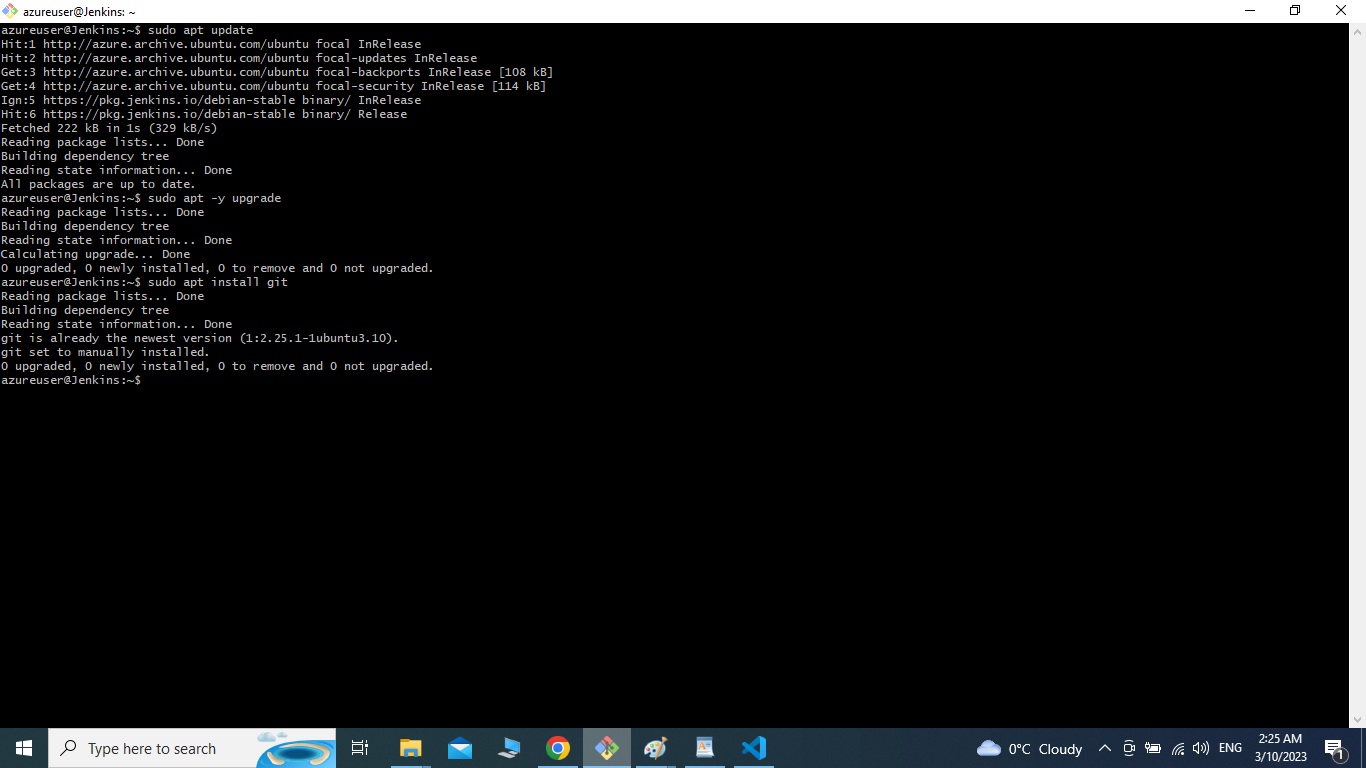 azureuser@Jenkins: ~
azureuser@Jenkins:~$ sudo apt update
Hit:1 http://azure.archive.ubuntu.com/ubuntu focal InRelease
Hit:2 http://azure.archive.ubuntu.com/ubuntu focal-updates InRelease
Get:3 http://azure.archive.ubuntu.com/ubuntu focal-backports InRelease [108 kB]
Get:4 http://azure.archive.ubuntu.com/ubuntu focal-security InRelease [114 kB]
Ign:5 https://pkg.jenkins.io/debian-stable binary/ InRelease
Hit:6 https://pkg.jenkins.io/debian-stable binary/ Release
Fetched 222 kB in 1s (329 kB/s)
Reading package lists... Done
Building dependency tree
Reading state information... Done
All packages are up to date.
azureuser@Jenkins:~$ sudo apt -y upgrade
Reading package lists... Done
Building dependency tree
Reading state information... Done
Calculating upgrade... Done
0 upgraded, 0 newly installed, 0 to remove and 0 not upgraded.
azureuser@Jenkins:~$ sudo apt install git
Reading package lists... Done
Building dependency tree
Reading state information... Done
git is already the newest version (1:2.25.1-1ubuntu3.10).
git set to manually installed.
0 upgraded, 0 newly installed, 0 to remove and 0 not upgraded.
azureuser@Jenkins:~$
Type here to search
0°C Cloudy
ENG
2:25 AM
3/10/2023
1